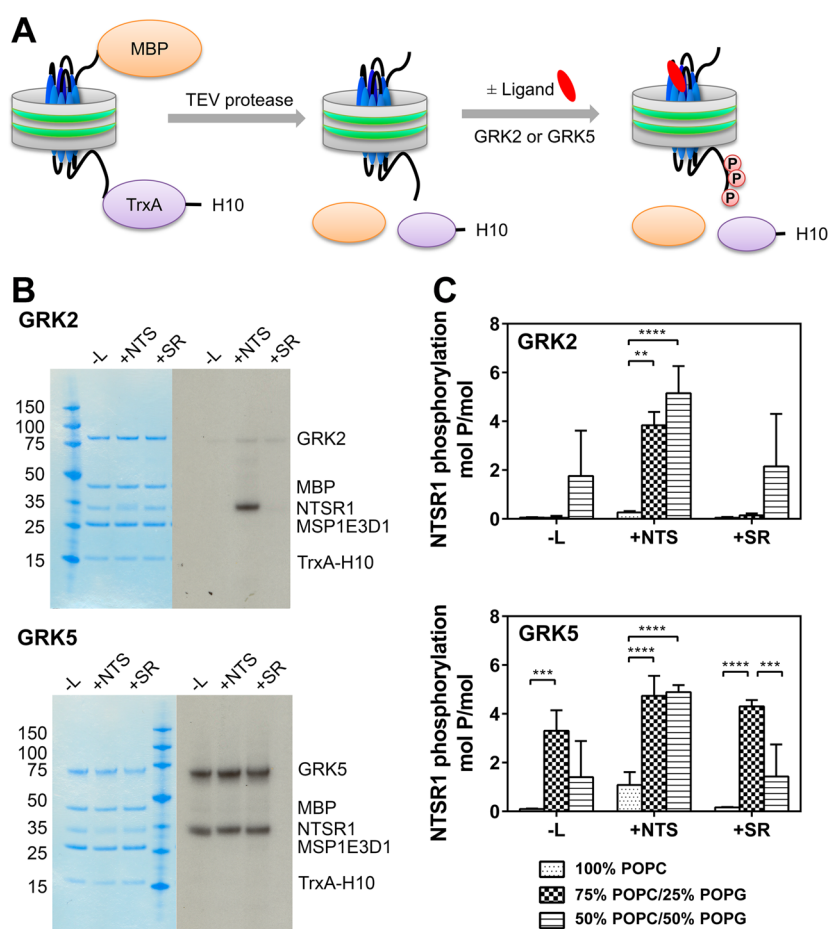 A
MBP
TEV protease
± Ligand
GRK2 or GRK5
TrxA
H10
H10
P
P
P
H10
B
GRK2
-L +NTS +SR -L +NTS +SR
150
100
75
50
35
25
15
GRK2
MBP
NTSR1
MSP1E3D1
TrxA-H10
GRK5
-L +NTS +SR -L +NTS +SR
150
100
75
50
35
25
15
GRK5
MBP
NTSR1
MSP1E3D1
TrxA-H10
C
NTSR1 phosphorylation
mol P/mol
8
6
4
2
0
GRK2
****
**
-L +NTS +SR
NTSR1 phosphorylation
mol P/mol
8
6
4
2
0
GRK5
***
****
****
**** ***
-L +NTS +SR
100% POPC
75% POPC/25% POPG
50% POPC/50% POPG